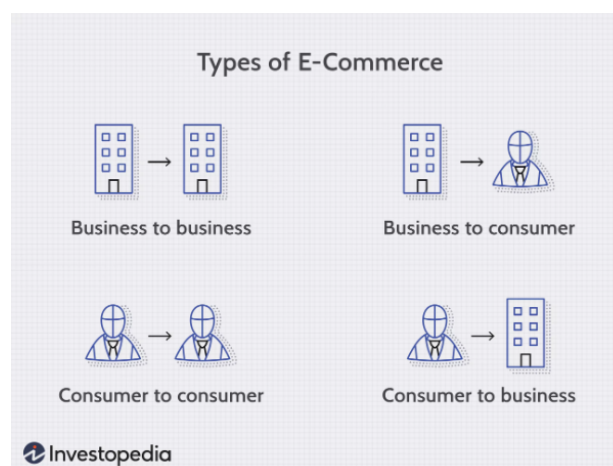 Types of E-Commerce
Business to business
Business to consumer
Consumer to consumer
Consumer to business
Investopedia